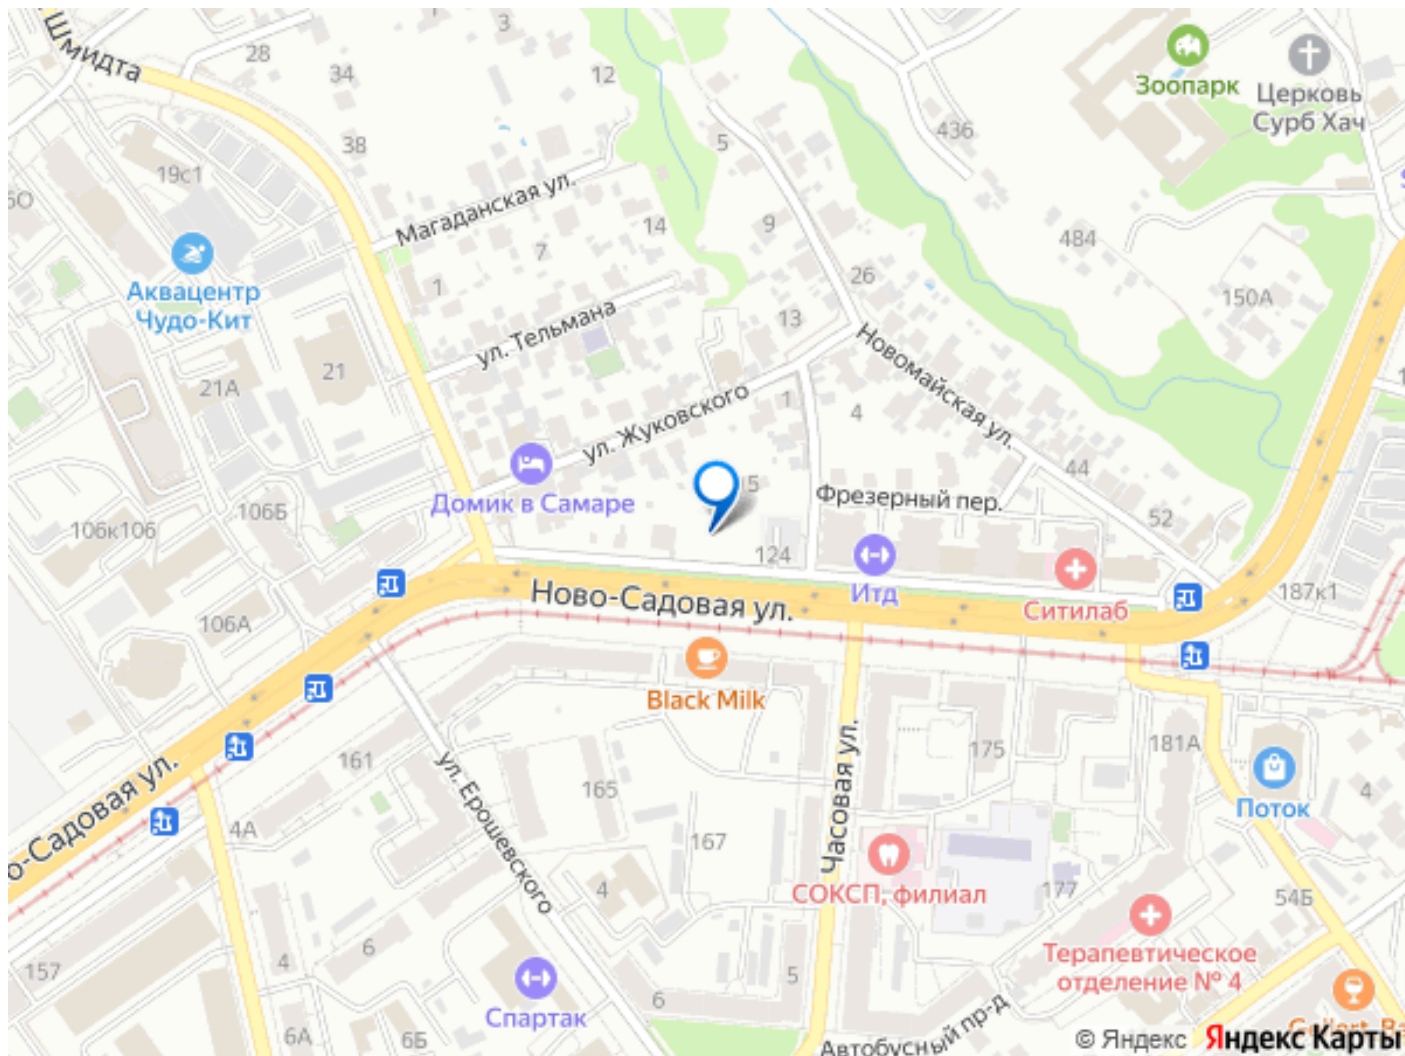 Шмидта
3
28
34
12
38
19с1
5
436
Зоопарк
Церковь
Сурб Хач
Магаданская ул.
14
9
7
484
26
1
150А
Аквацентр
Чудо-Кит
ул. Тельмана
13
Новомайская ул.
21
21А
ул. Жуковского
1
4
44
Домик в Самаре
5
Фрезерный пер.
52
106к106
106Б
124
Итд
Ситилаб
187к1
Ново-Садовая ул.
106А
Black Milk
161
ул. Ерошевского
165
175
181А
Поток
4
о-Садовая ул.
4А
167
Часовая ул.
СОКСП, филиал
177
54Б
4
157
4
6
Терапевтическое
отделение № 4
Спартак
6
5
6А
6Б
Автобусный пр-д
© Яндекс Яндекс Карты